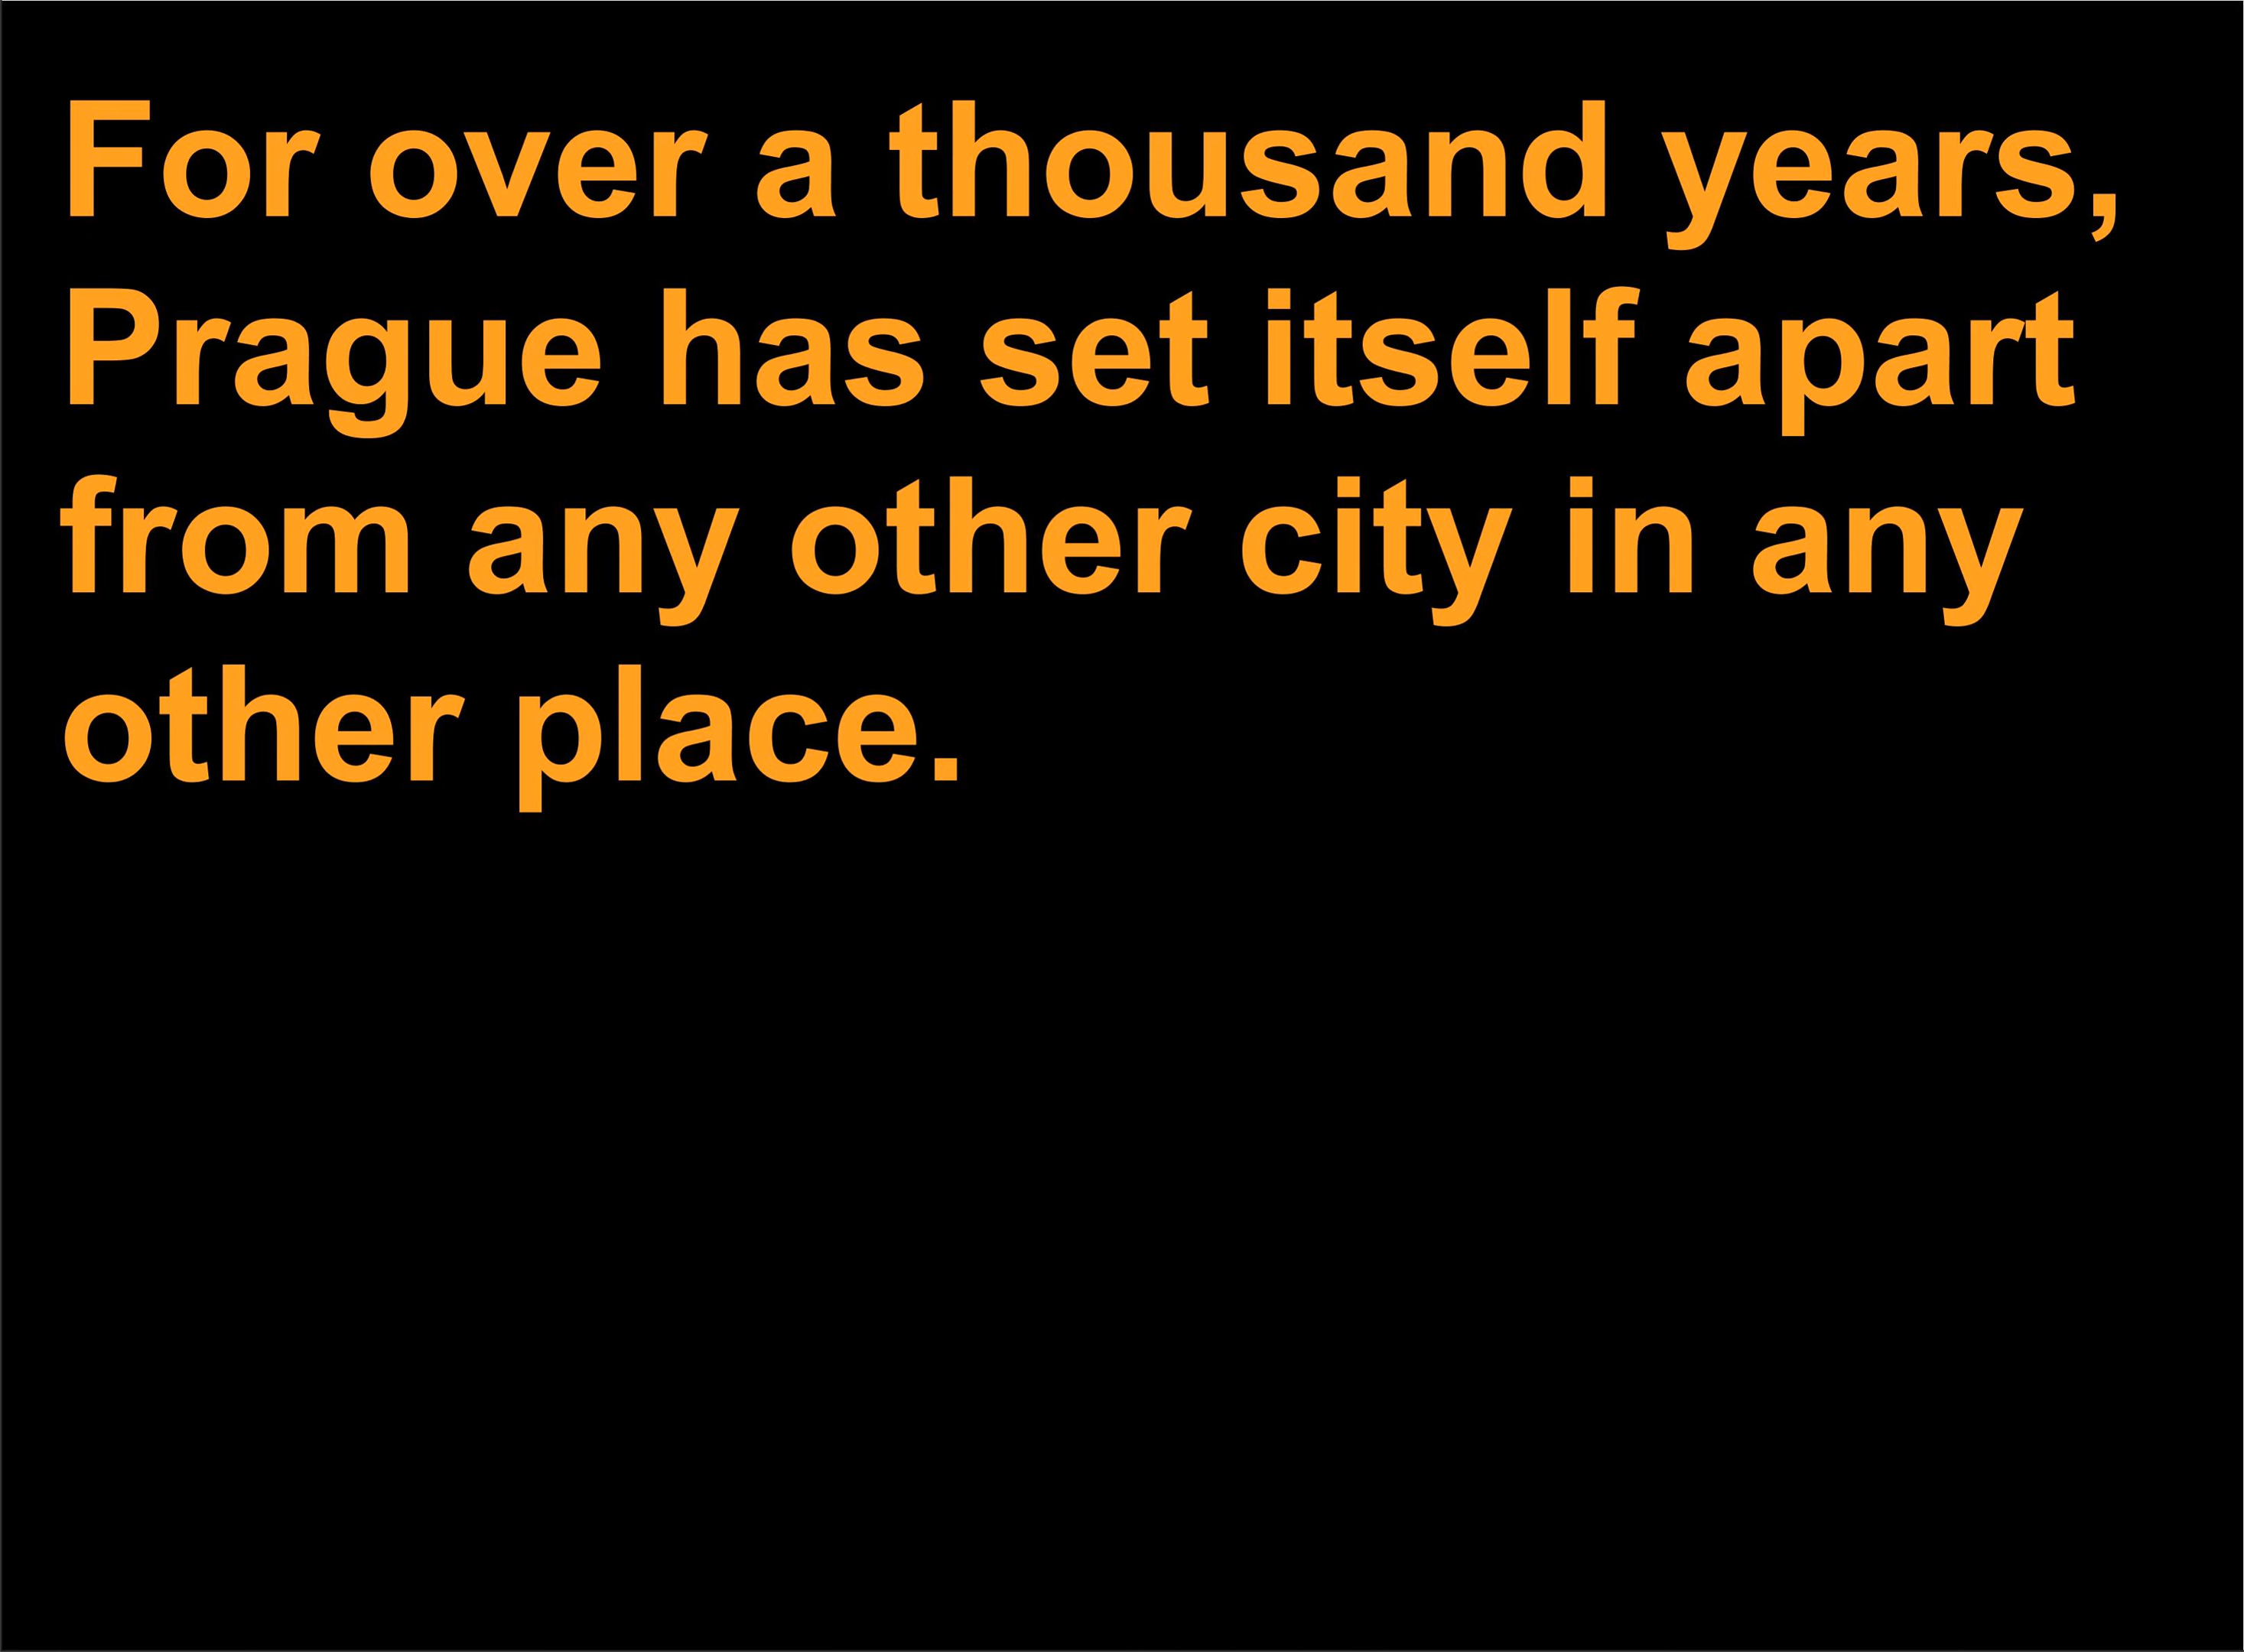 For over a thousand years,
Prague has set itself apart
from any other city in any
other place.